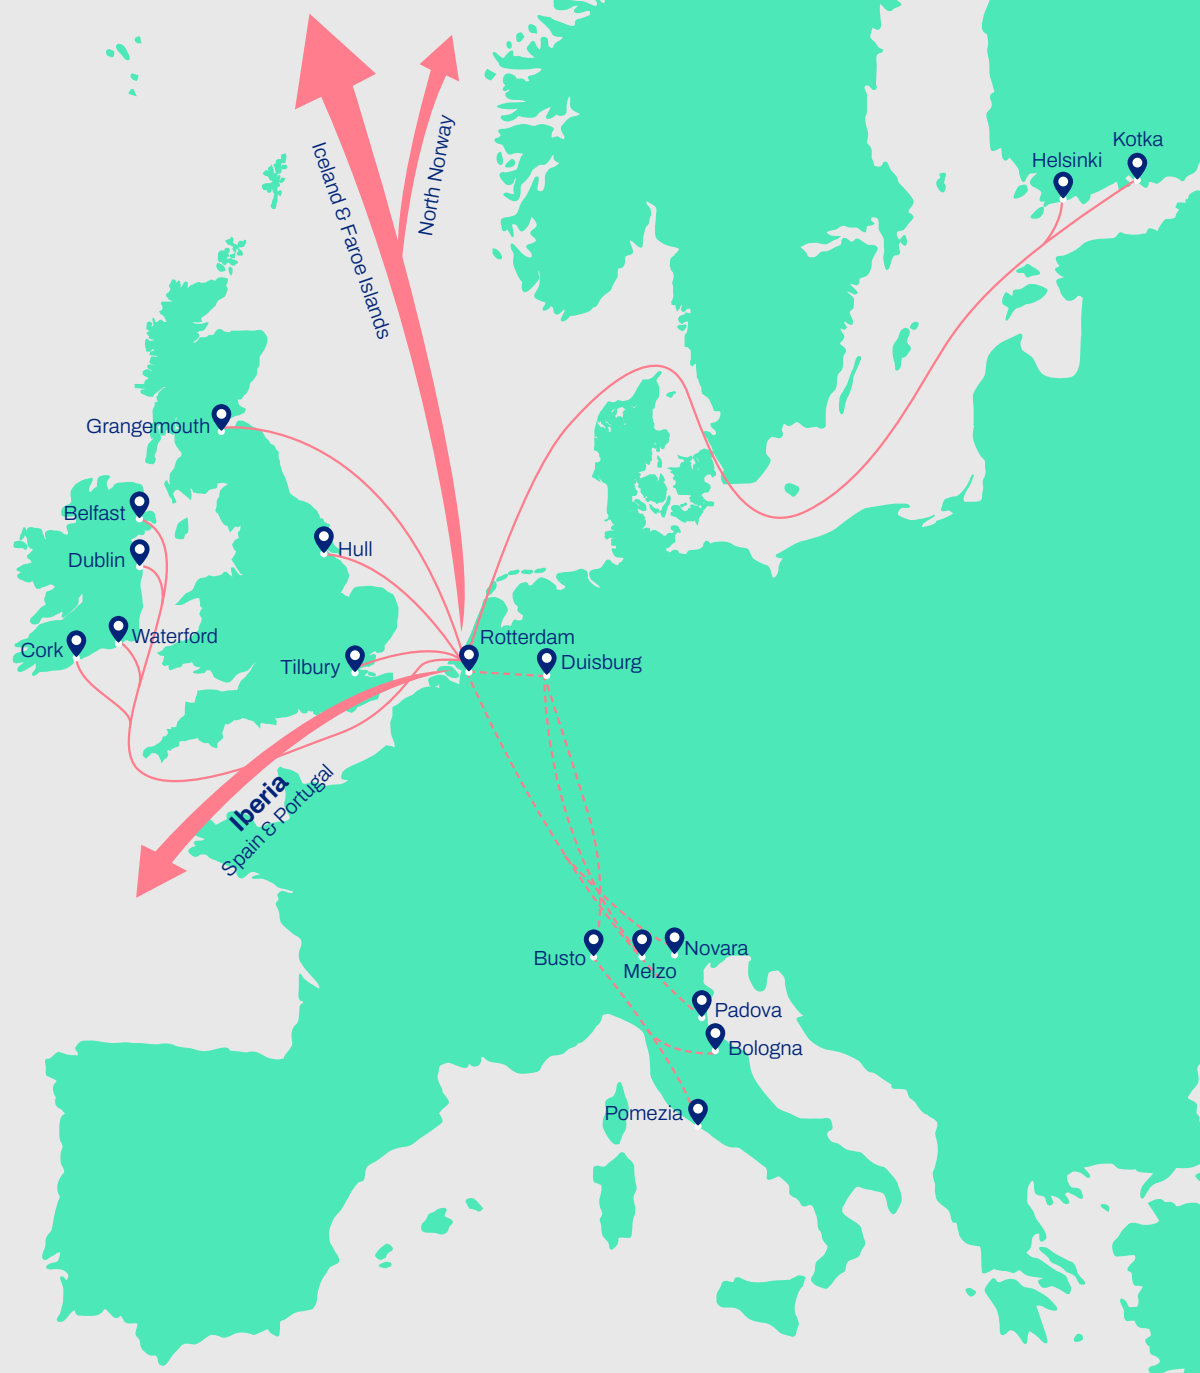 Kotka
Helsinki
North Norway
Iceland & Faroe Islands
Grangemouth
Belfast
Hull
Dublin
Waterford
Rotterdam
Cork
Tilbury
Duisburg
Iberia
Spain & Portugal
Busto
Novara
Melzo
Padova
Bologna
Pomezia